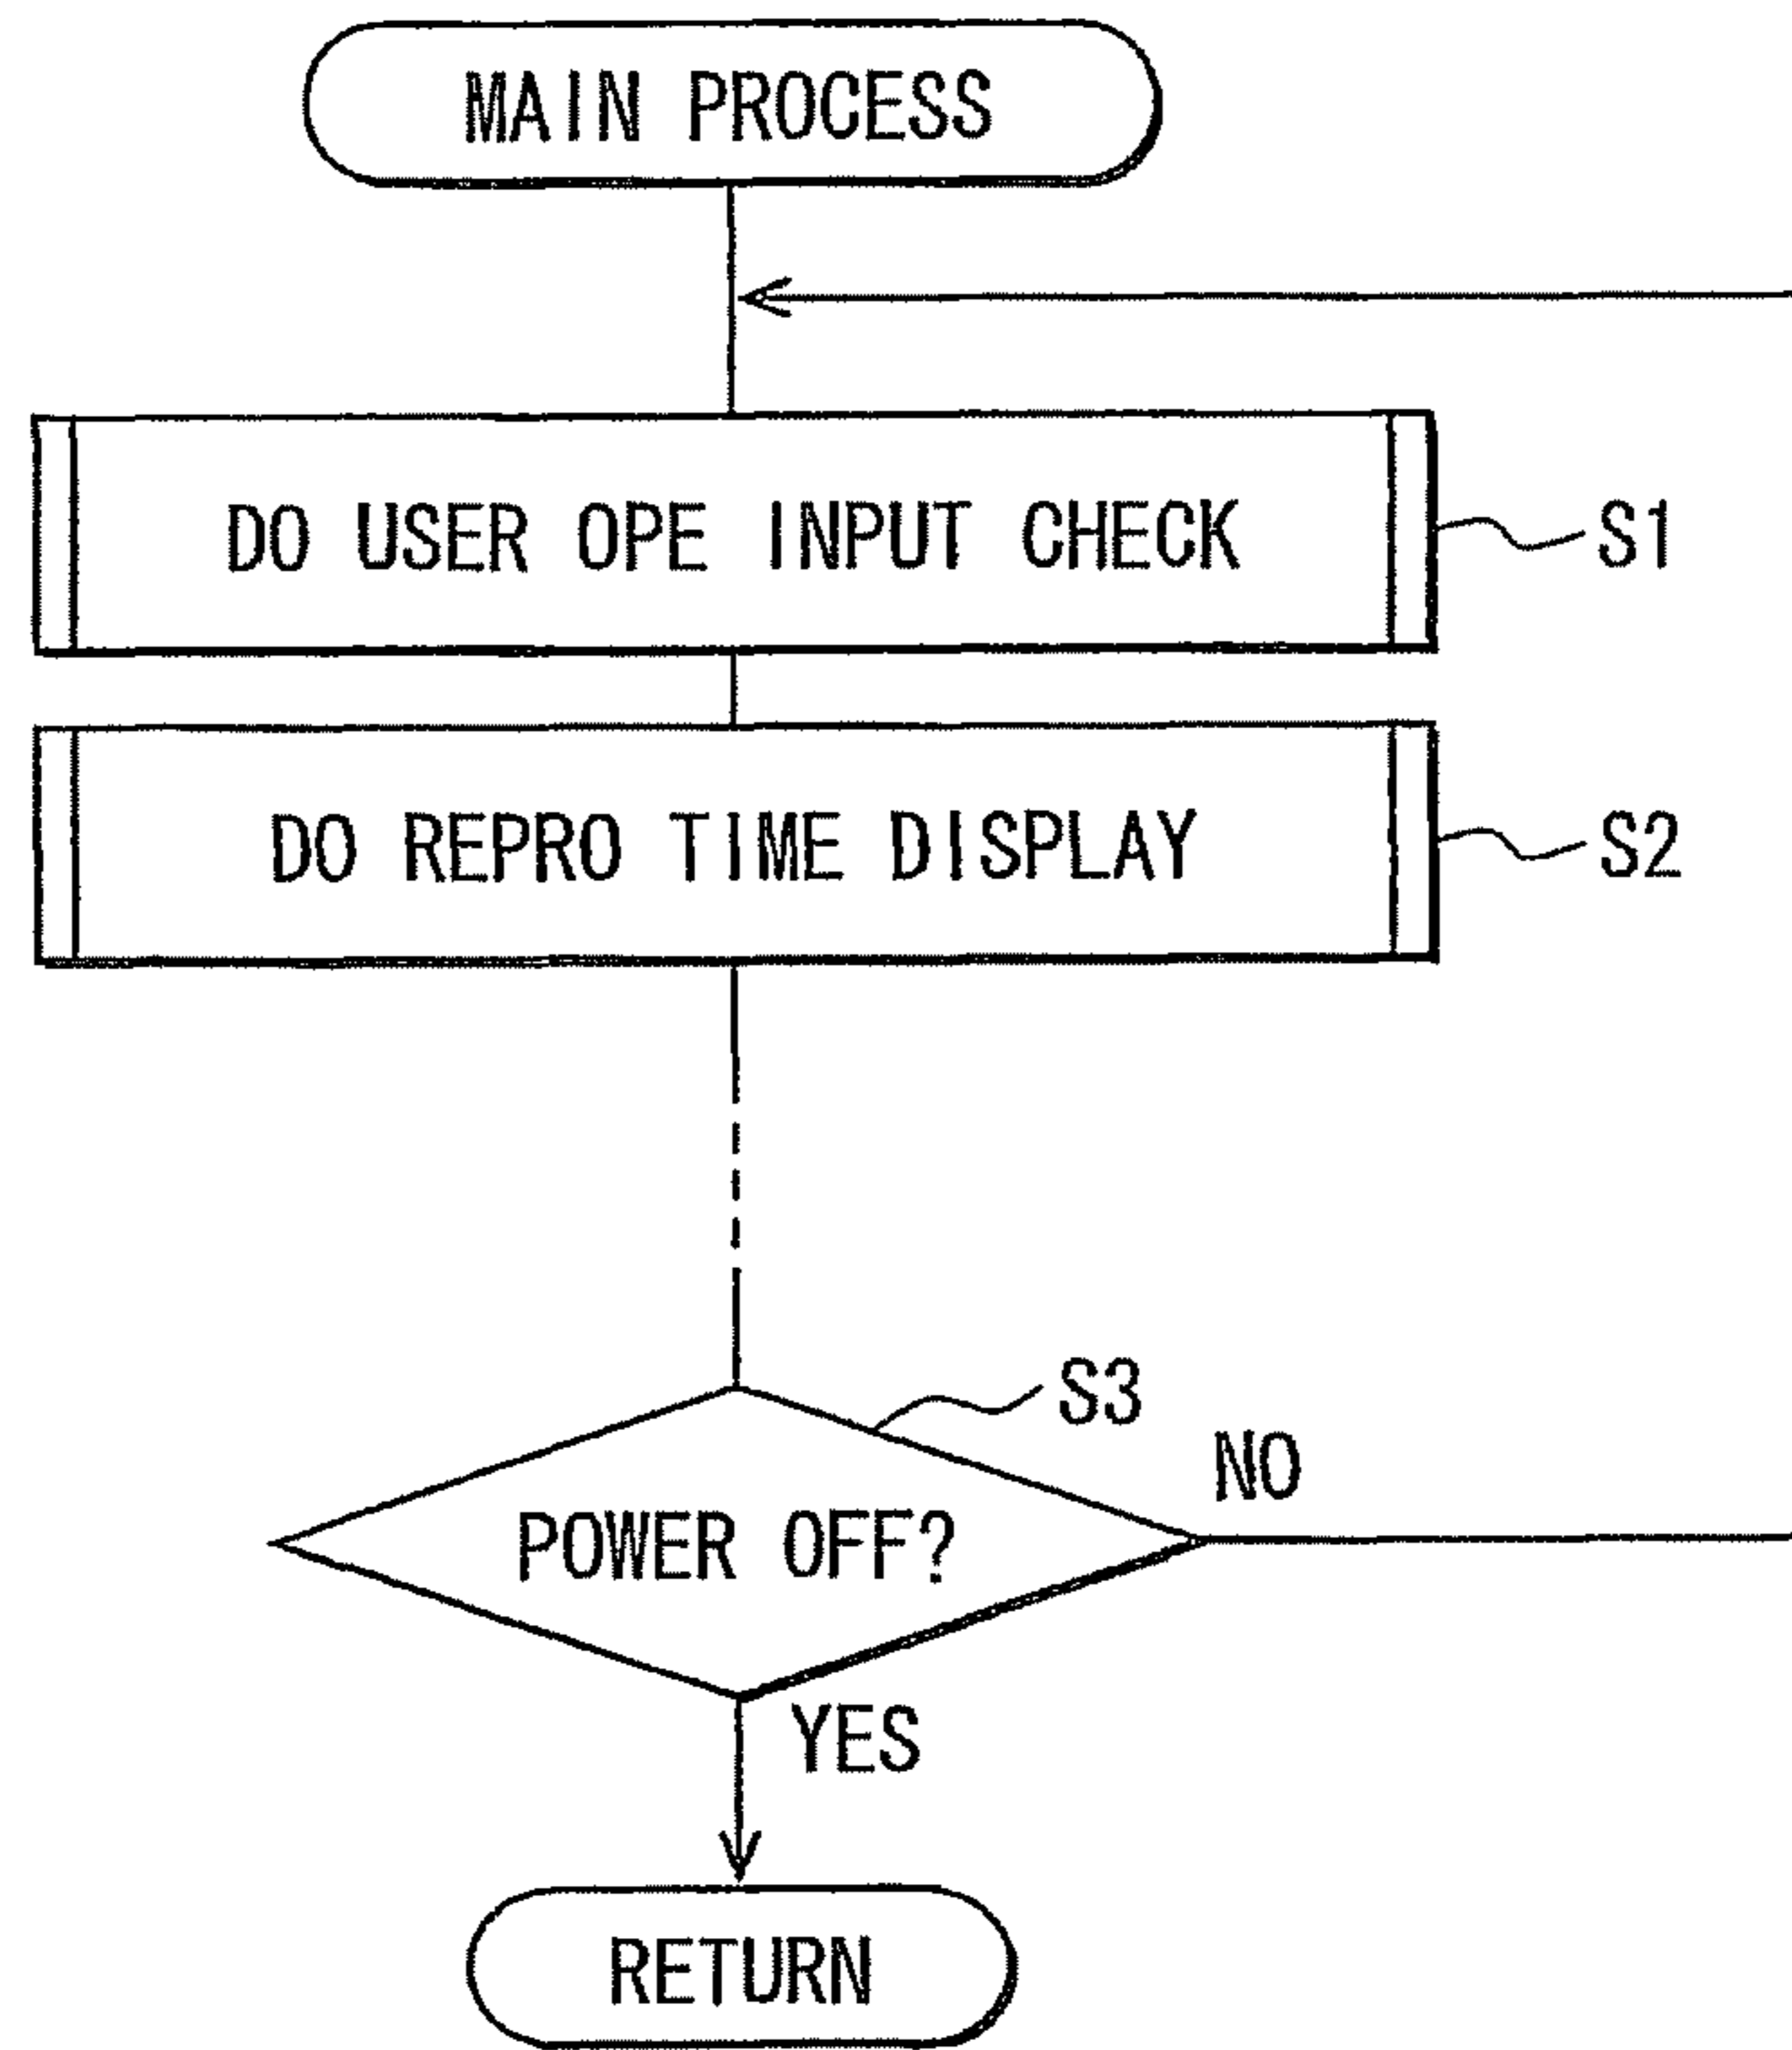 MAIN PROCESS
DO USER OPE INPUT CHECK
S1
DO REPRO TIME DISPLAY
S2
S3
NO
POWER OFF?
YES
RETURN